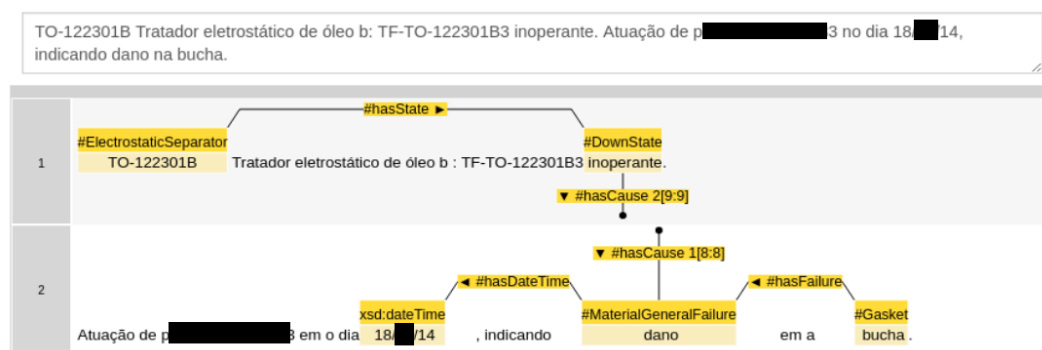 TO-122301B Tratador eletrostático de óleo b: TF-TO-122301B3 inoperante. Atuação de p 3 no dia 18/ /14,
indicando dano na bucha.
#hasState ►
#ElectrostaticSeparator #DownState
1 TO-122301B Tratador eletrostático de óleo b : TF-TO-122301B3 inoperante.
▼ #hasCause 2[9:9]
▼ #hasCause 1[8:8]
◄ #hasDateTime ◄ #hasFailure
2
xsd:dateTime #MaterialGeneralFailure #Gasket
Atuação de p 3 em o dia 18/ /14 , indicando dano em a bucha .